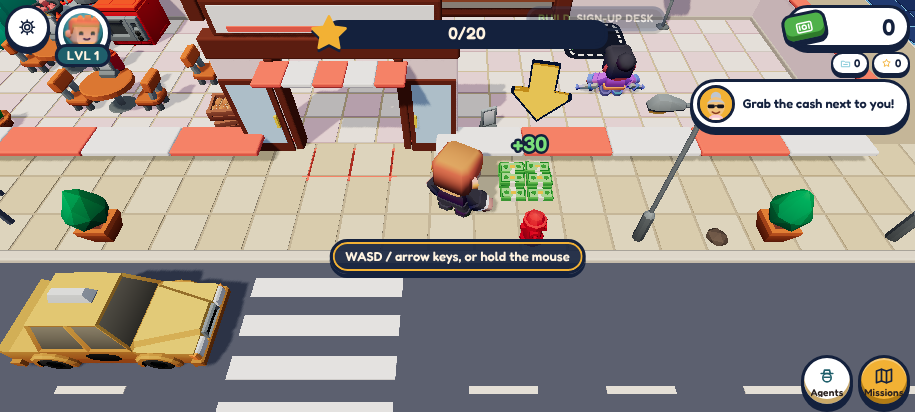 BUILD SIGN-UP DESK
0/20
0
LVL 1
0
0
Grab the cash next to you!
+30
WASD / arrow keys, or hold the mouse
Agents
Missions